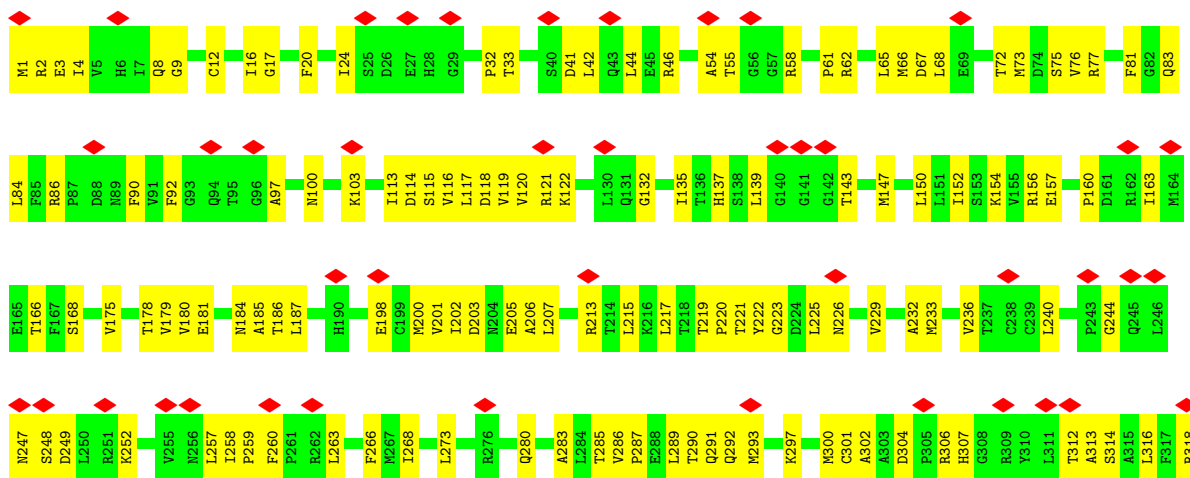 M1 R2 E3 I4 V5 H6 I7 Q8 G9 C12 I16 G17 F20 I24 S25 D26 E27 H28 G29 P32 T33 S40 D41 L42 Q43 L44 E45 R46 A54 T55 G56 G57 R58 P61 R62 L65 M66 D67 L68 E69 T72 M73 D74 S75 V76 R77 F81 G82 Q83
L84 F85 R86 P87 D88 N89 F90 V91 F92 G93 Q94 T95 G96 A97 N100 K103 I113 D114 S115 V116 L117 D118 V119 V120 R121 K122 L130 Q131 G132 I135 T136 H137 S138 L139 G140 G141 G142 T143 M147 L150 L151 I152 S153 K154 V155 R156 E157 P160 D161 R162 I163 M164
E165 T166 F167 S168 V175 T178 V179 V180 E181 N184 A185 T186 L187 H190 E198 C199 M200 V201 I202 D203 N204 E205 A206 L207 R213 T214 L215 K216 L217 T218 T219 P220 T221 Y222 G223 D224 L225 N226 V229 A232 M233 V236 T237 C238 C239 L240 P243 G244 Q245 L246
N247 S248 D249 L250 R251 K252 V255 N256 L257 I258 P259 F260 P261 R262 L263 F266 M267 I268 L273 R276 Q280 A283 L284 T285 V286 P287 E288 L289 T290 Q291 Q292 M293 K297 M300 C301 A302 A303 D304 P305 R306 H307 G308 R309 Y310 L311 T312 A313 S314 A315 L316 F317 R318